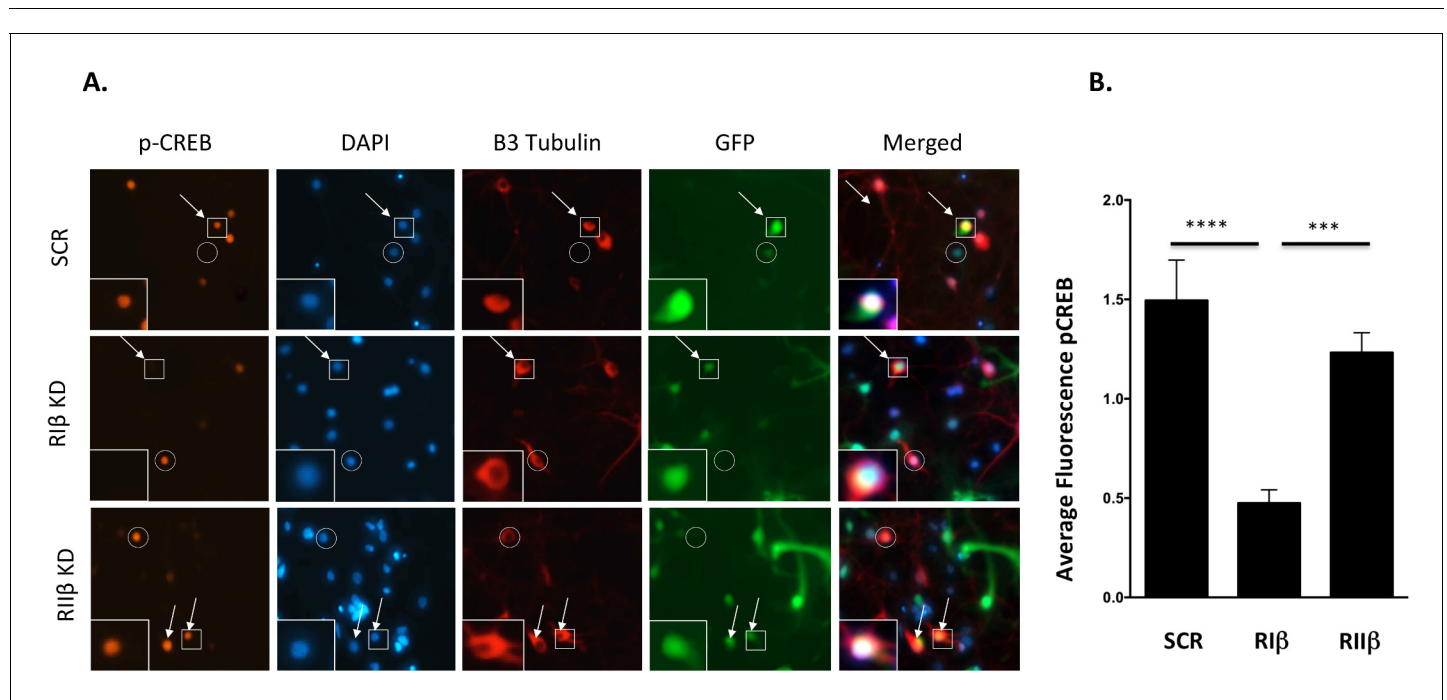 A.
B.
p-CREB DAPI B3 Tubulin GFP Merged
SCR
RIβ KD
RIIβ KD
Average Fluorescence pCREB
2.0
1.5
1.0
0.5
0.0
**** ***
SCR RIβ RIIβ